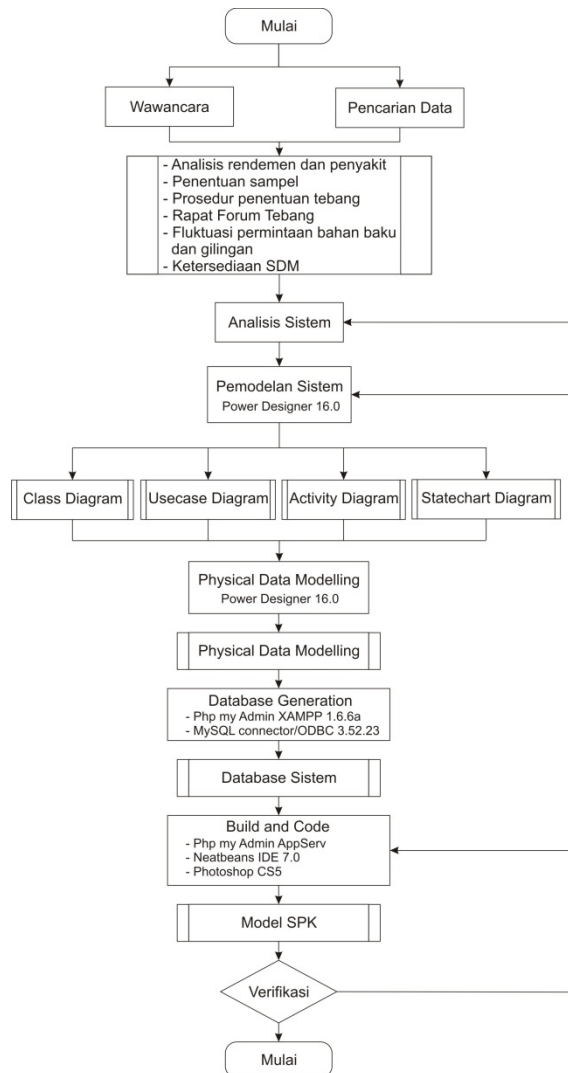 Mulai
Wawancara
Pencarian Data
- Analisis rendemen dan penyakit
- Penentuan sampel
- Prosedur penentuan tebang
- Rapat Forum Tebang
- Fluktuasi permintaan bahan baku
dan gilingan
- Ketersediaan SDM
Analisis Sistem
Pemodelan Sistem
Power Designer 16.0
Class Diagram
Usecase Diagram
Activity Diagram
Statechart Diagram
Physical Data Modelling
Power Designer 16.0
Physical Data Modelling
Database Generation
- Php my Admin XAMPP 1.6.6a
- MySQL connector/ODBC 3.52.23
Database Sistem
Build and Code
- Php my Admin AppServ
- Neatbeans IDE 7.0
- Photoshop CS5
Model SPK
Verifikasi
Mulai